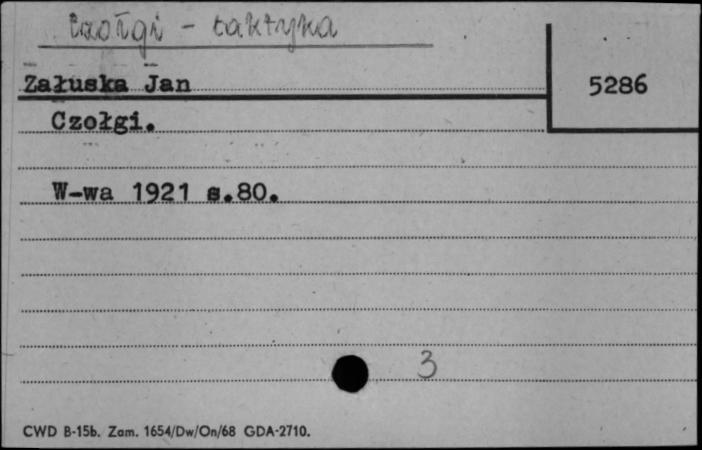 czołgi - taktyka
Załuska Jan
5286
Czołgi.
W-wa 1921 s.80.
3
CWD B-15b. Zam. 1654/Dw/On/68 GDA-2710.